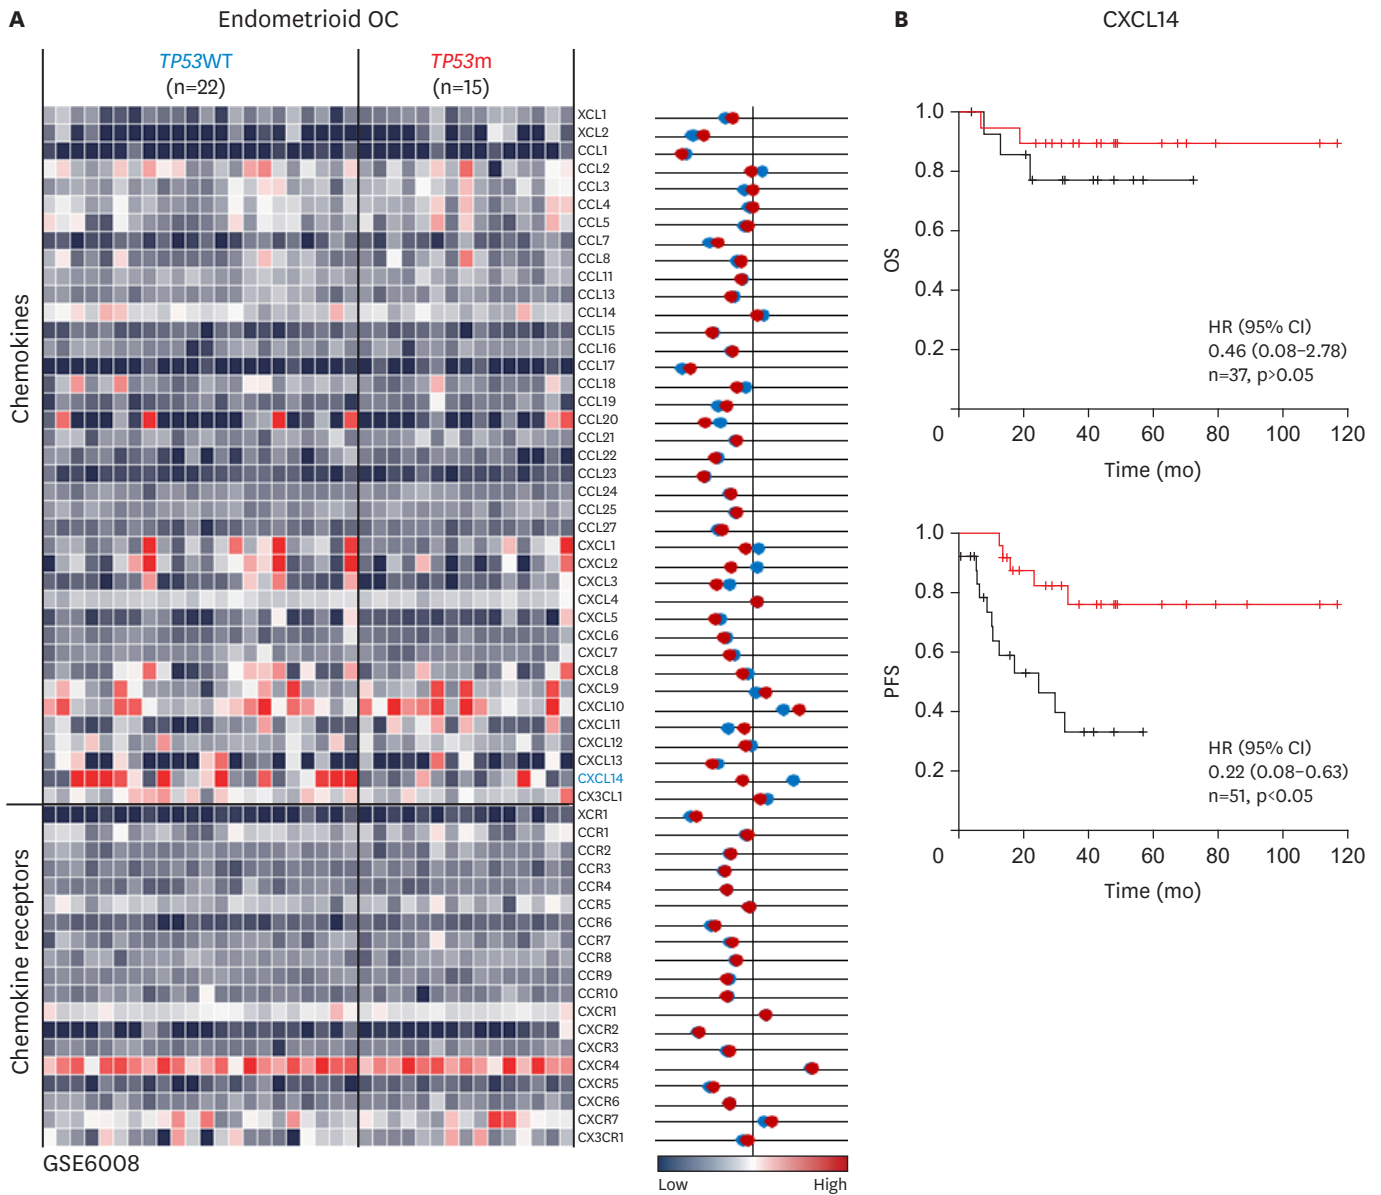 A
Endometrioid OC
TP53WT
(n=22)
TP53m
(n=15)
Chemokines
XCL1
XCL2
CCL1
CCL2
CCL3
CCL4
CCL5
CCL7
CCL8
CCL11
CCL13
CCL14
CCL15
CCL16
CCL17
CCL18
CCL19
CCL20
CCL21
CCL22
CCL23
CCL24
CCL25
CCL27
CXCL1
CXCL2
CXCL3
CXCL4
CXCL5
CXCL6
CXCL7
CXCL8
CXCL9
CXCL10
CXCL11
CXCL12
CXCL13
CXCL14
CX3CL1
Chemokine receptors
XCR1
CCR1
CCR2
CCR3
CCR4
CCR5
CCR6
CCR7
CCR8
CCR9
CCR10
CXCR1
CXCR2
CXCR3
CXCR4
CXCR5
CXCR6
CXCR7
CX3CR1
GSE6008
Low High
B
CXCL14
OS
1.0
0.8
0.6
0.4
0.2
HR (95% CI)
0.46 (0.08–2.78)
n=37, p>0.05
0 20 40 60 80 100 120
Time (mo)
PFS
1.0
0.8
0.6
0.4
0.2
HR (95% CI)
0.22 (0.08–0.63)
n=51, p<0.05
0 20 40 60 80 100 120
Time (mo)